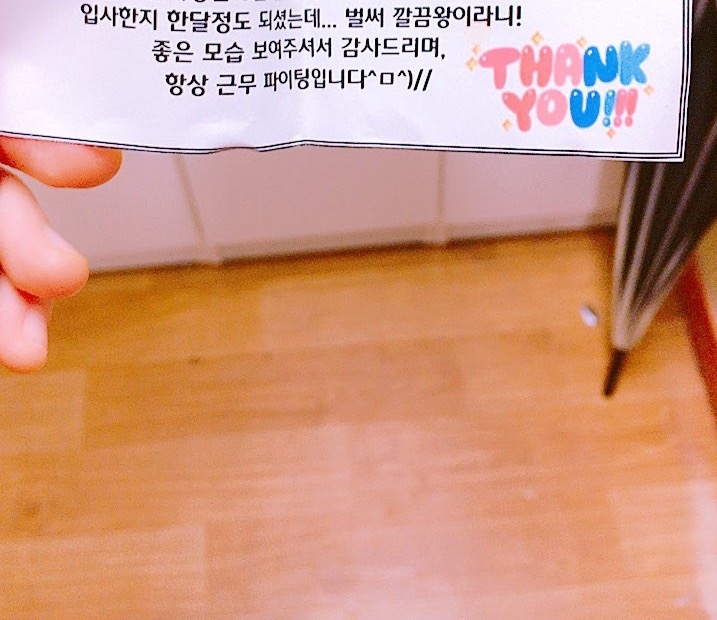 입사한지 한달정도 되셨는데... 벌써 깔끔왕이라니!
좋은 모습 보여주셔서 감사드리며,
항상 근무 파이팅입니다^ㅁ^)//
THANK
YOU!!!